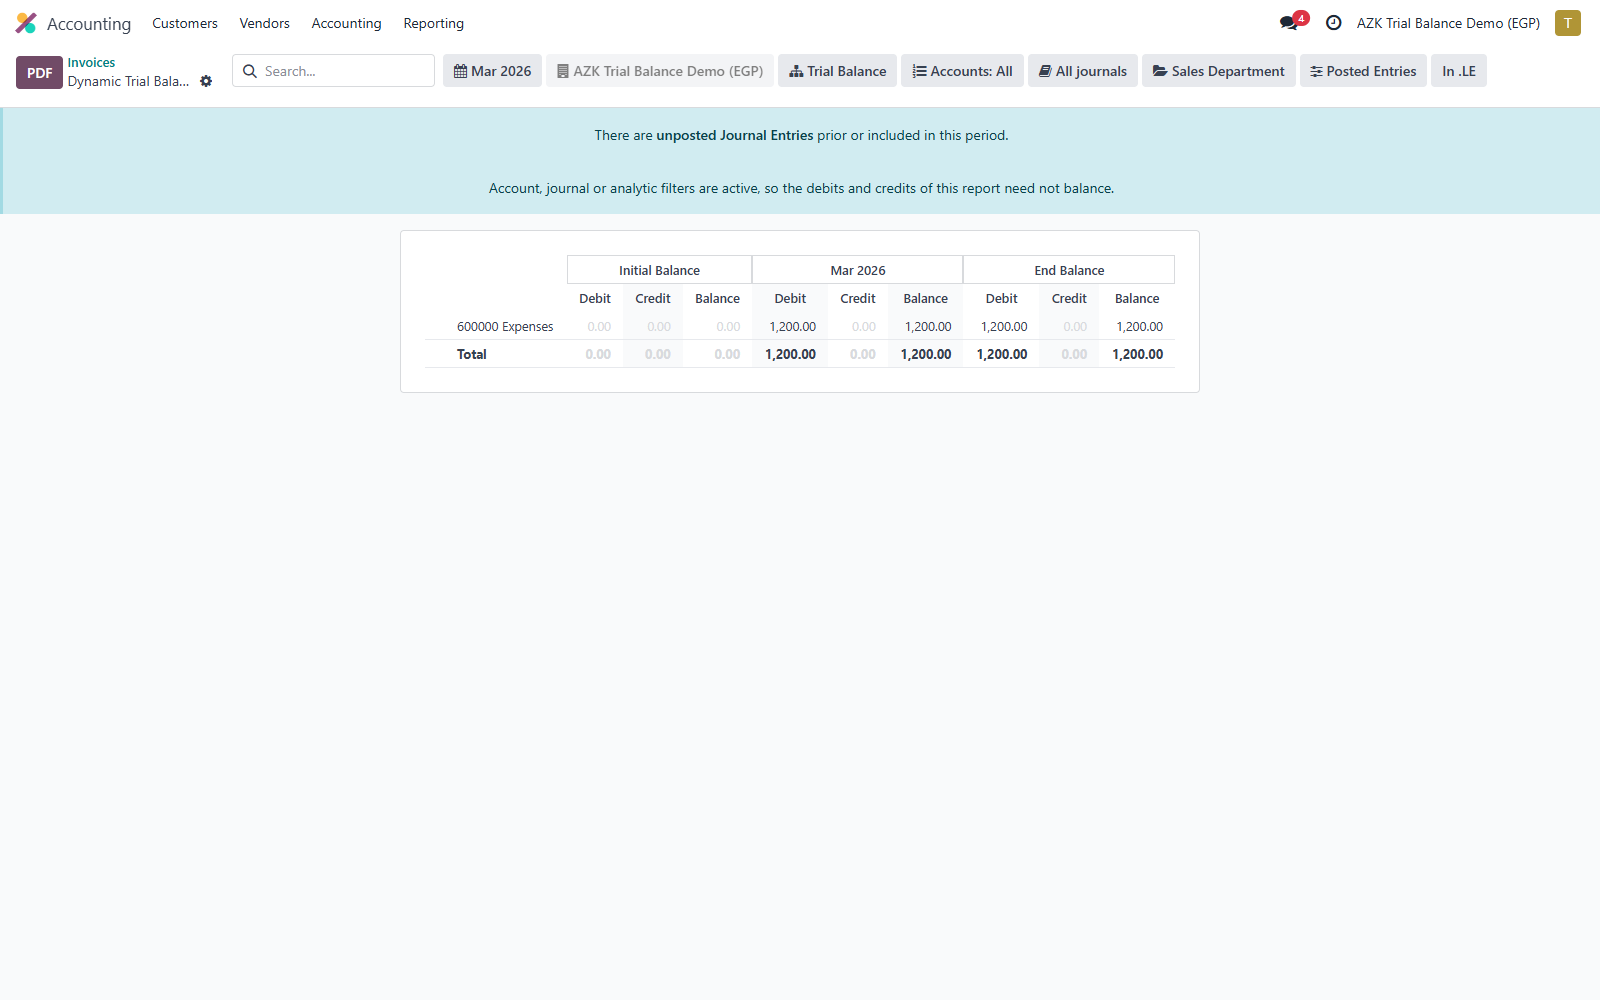 Accounting Customers Vendors Accounting Reporting 4 AZK Trial Balance Demo (EGP) T
PDF Invoices
Dynamic Trial Bala...
Search... Mar 2026 AZK Trial Balance Demo (EGP) Trial Balance Accounts: All All journals Sales Department Posted Entries In .LE
There are unposted Journal Entries prior or included in this period.
Account, journal or analytic filters are active, so the debits and credits of this report need not balance.
Initial Balance Mar 2026 End Balance
Debit Credit Balance Debit Credit Balance Debit Credit Balance
600000 Expenses 0.00 0.00 0.00 1,200.00 0.00 1,200.00 1,200.00 0.00 1,200.00
Total 0.00 0.00 0.00 1,200.00 0.00 1,200.00 1,200.00 0.00 1,200.00